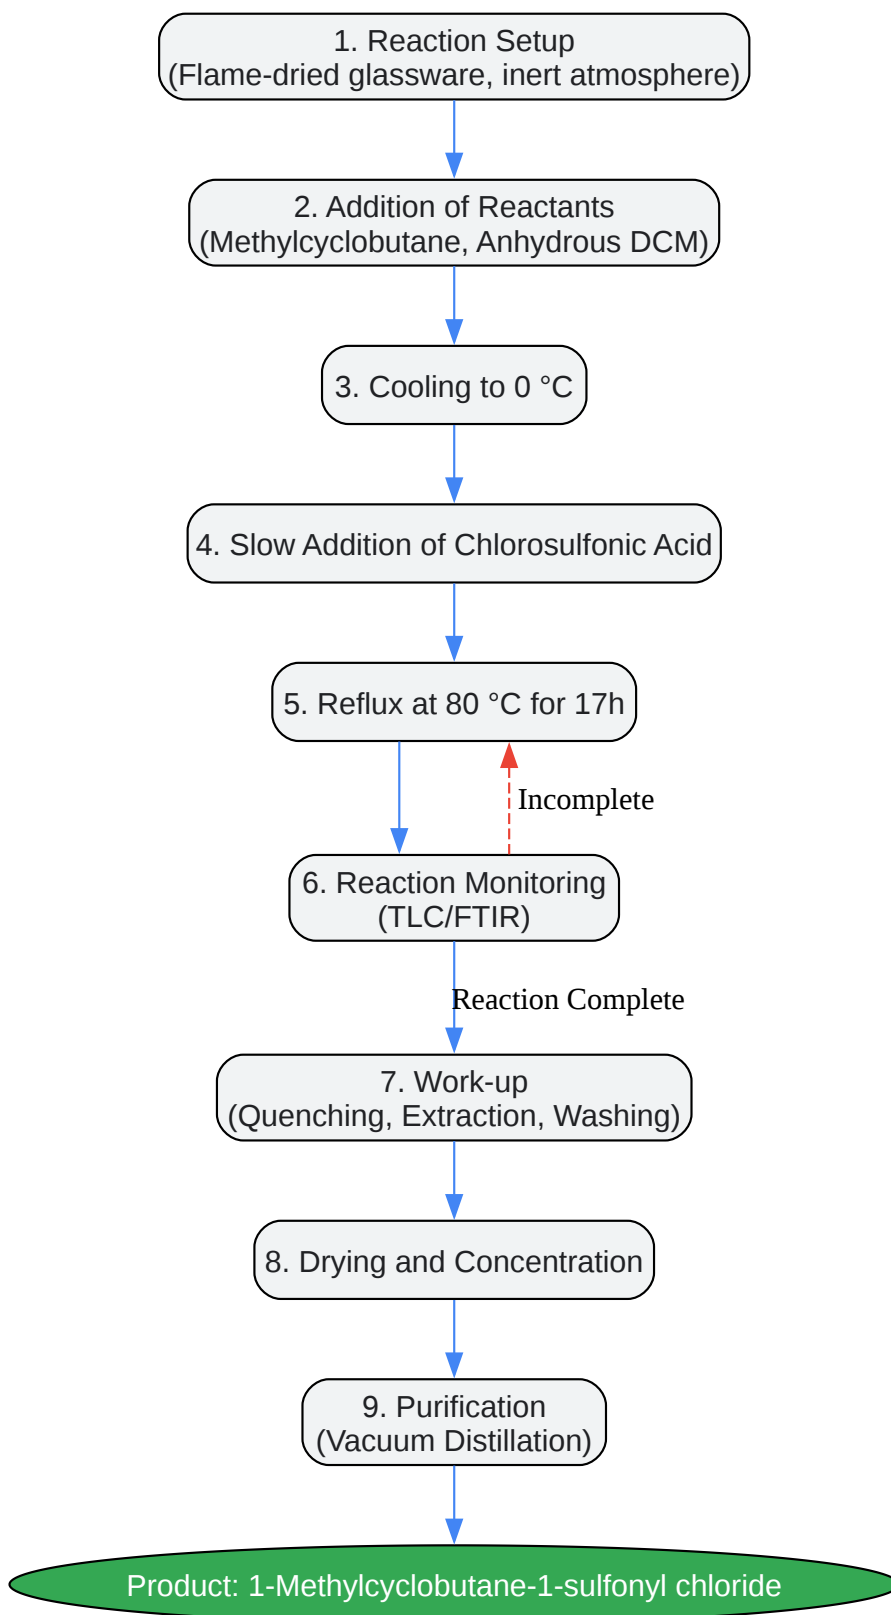 1. Reaction Setup
(Flame-dried glassware, inert atmosphere)
2. Addition of Reactants
(Methylcyclobutane, Anhydrous DCM)
3. Cooling to 0 °C
4. Slow Addition of Chlorosulfonic Acid
5. Reflux at 80 °C for 17h
Incomplete
6. Reaction Monitoring
(TLC/FTIR)
Reaction Complete
7. Work-up
(Quenching, Extraction, Washing)
8. Drying and Concentration
9. Purification
(Vacuum Distillation)
Product: 1-Methylcyclobutane-1-sulfonyl chloride